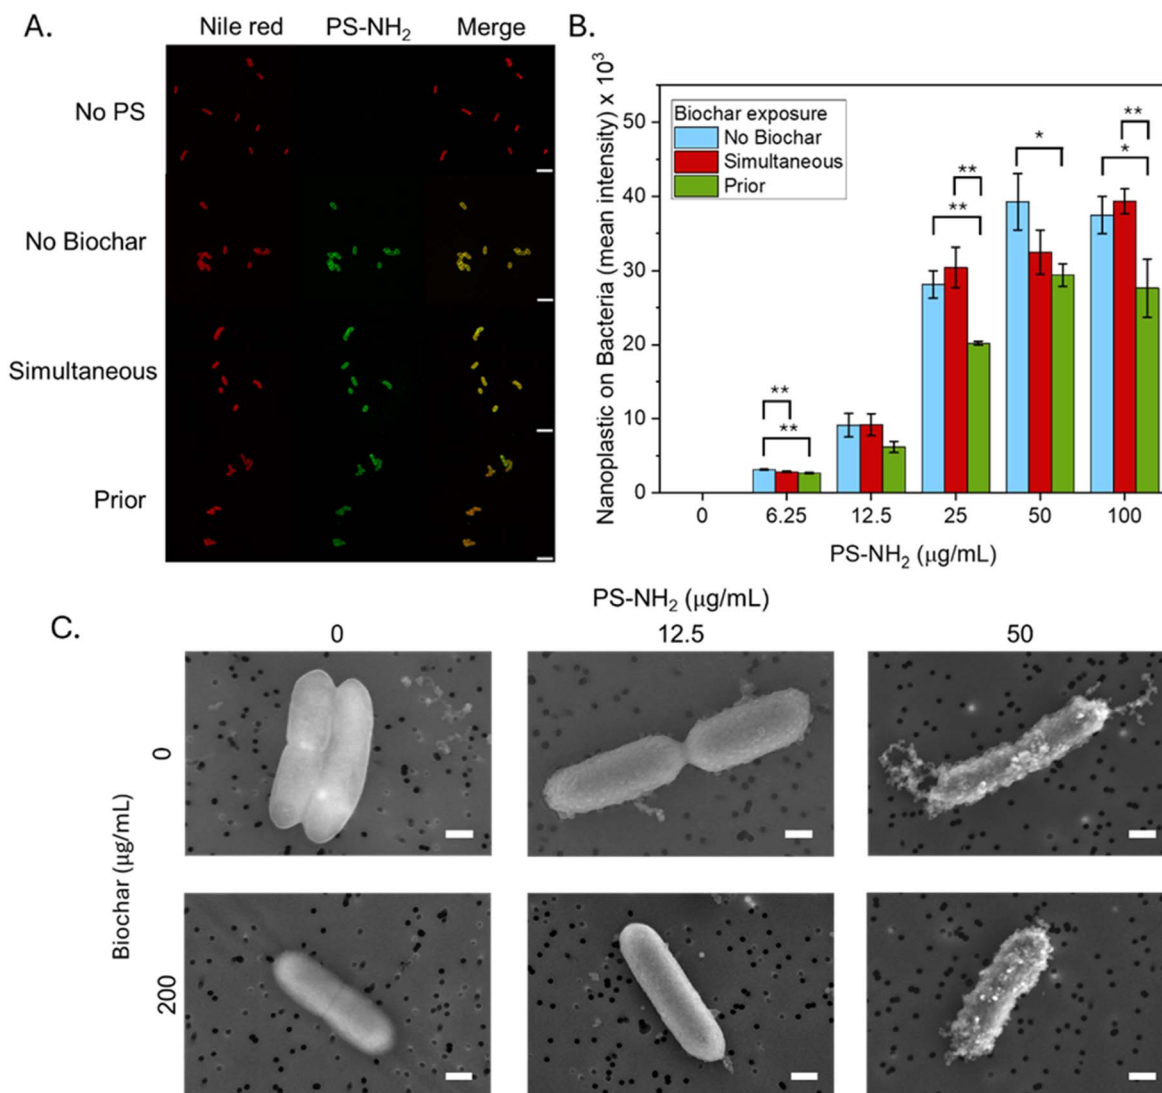 A.
Nile red PS-NH₂ Merge
No PS
No Biochar
Simultaneous
Prior
B.
Nanoplastic on Bacteria (mean intensity) x 10³
50
40
30
20
10
0
Biochar exposure
No Biochar
Simultaneous
Prior
** ** ** ** * ** *
0 6.25 12.5 25 50 100
PS-NH₂ (μg/mL)
C.
PS-NH₂ (μg/mL)
0 12.5 50
Biochar (μg/mL)
0
200